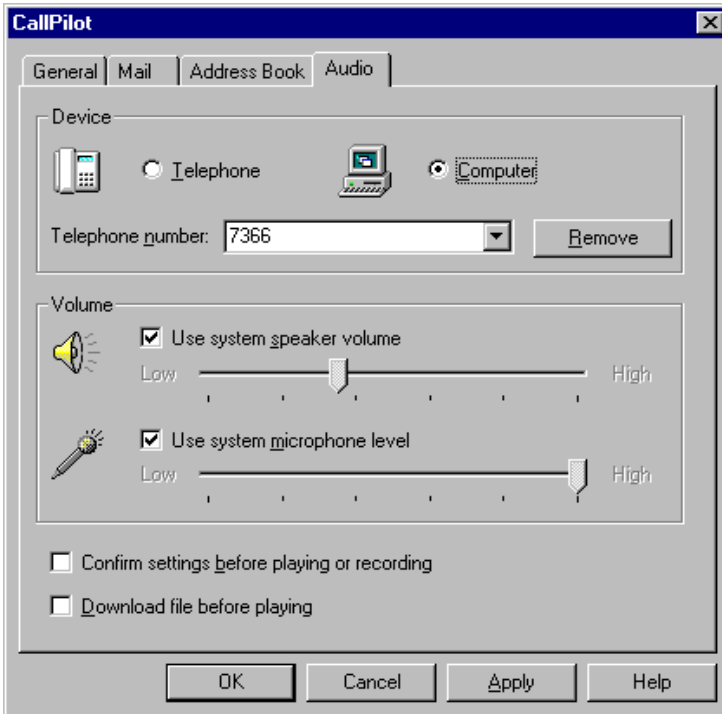 CallPilot
General Mail Address Book Audio
Device
Telephone Computer
Telephone number: 7366 Remove
Volume
Use system speaker volume
Low High
Use system microphone level
Low High
Confirm settings before playing or recording
Download file before playing
OK Cancel Apply Help